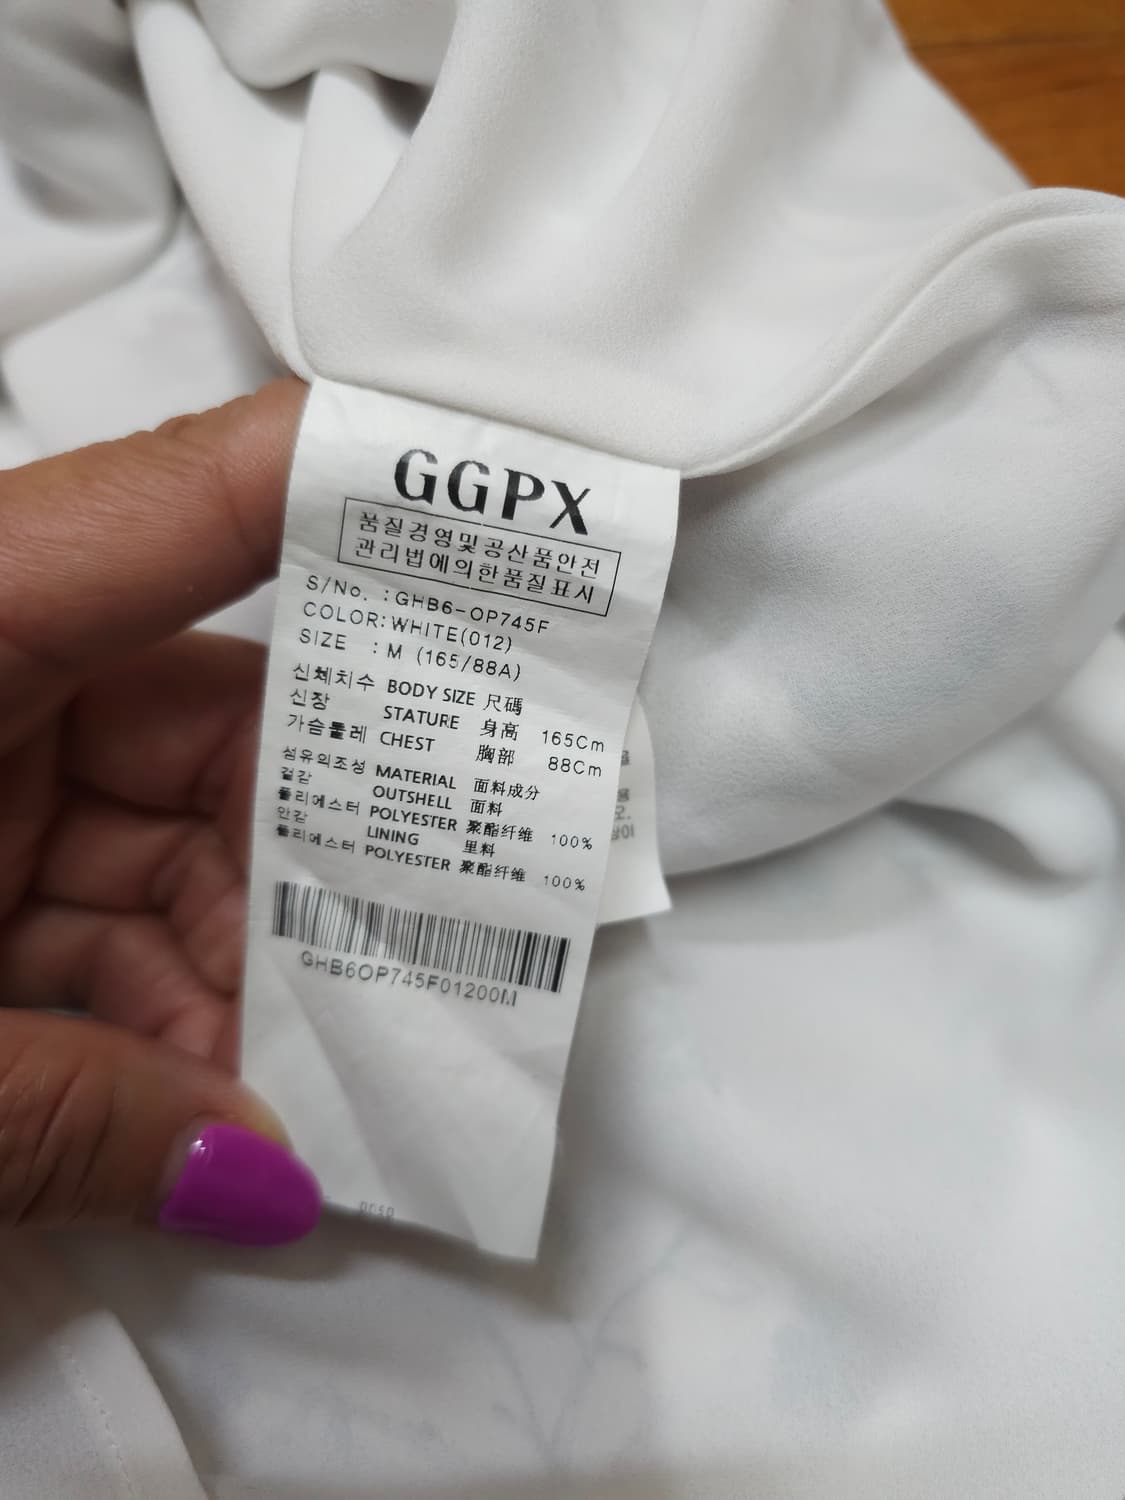 GGPX
품질경영및공산품안전
관리법에의한품질표시
S/No. :GHB6-OP745F
COLOR:WHITE(012)
SIZE :M (165/88A)
신체치수 BODY SIZE 尺碼
신장 STATURE 身高 165Cm
가슴둘레 CHEST 胸部 88Cm
섬유의조성 MATERIAL 面料成分
겉감 OUTSHELL 面料
폴리에스터 POLYESTER 聚酯纤维 100%
안감 LINING 里料
폴리에스터 POLYESTER 聚酯纤维 100%
GHB6OP745F01200M